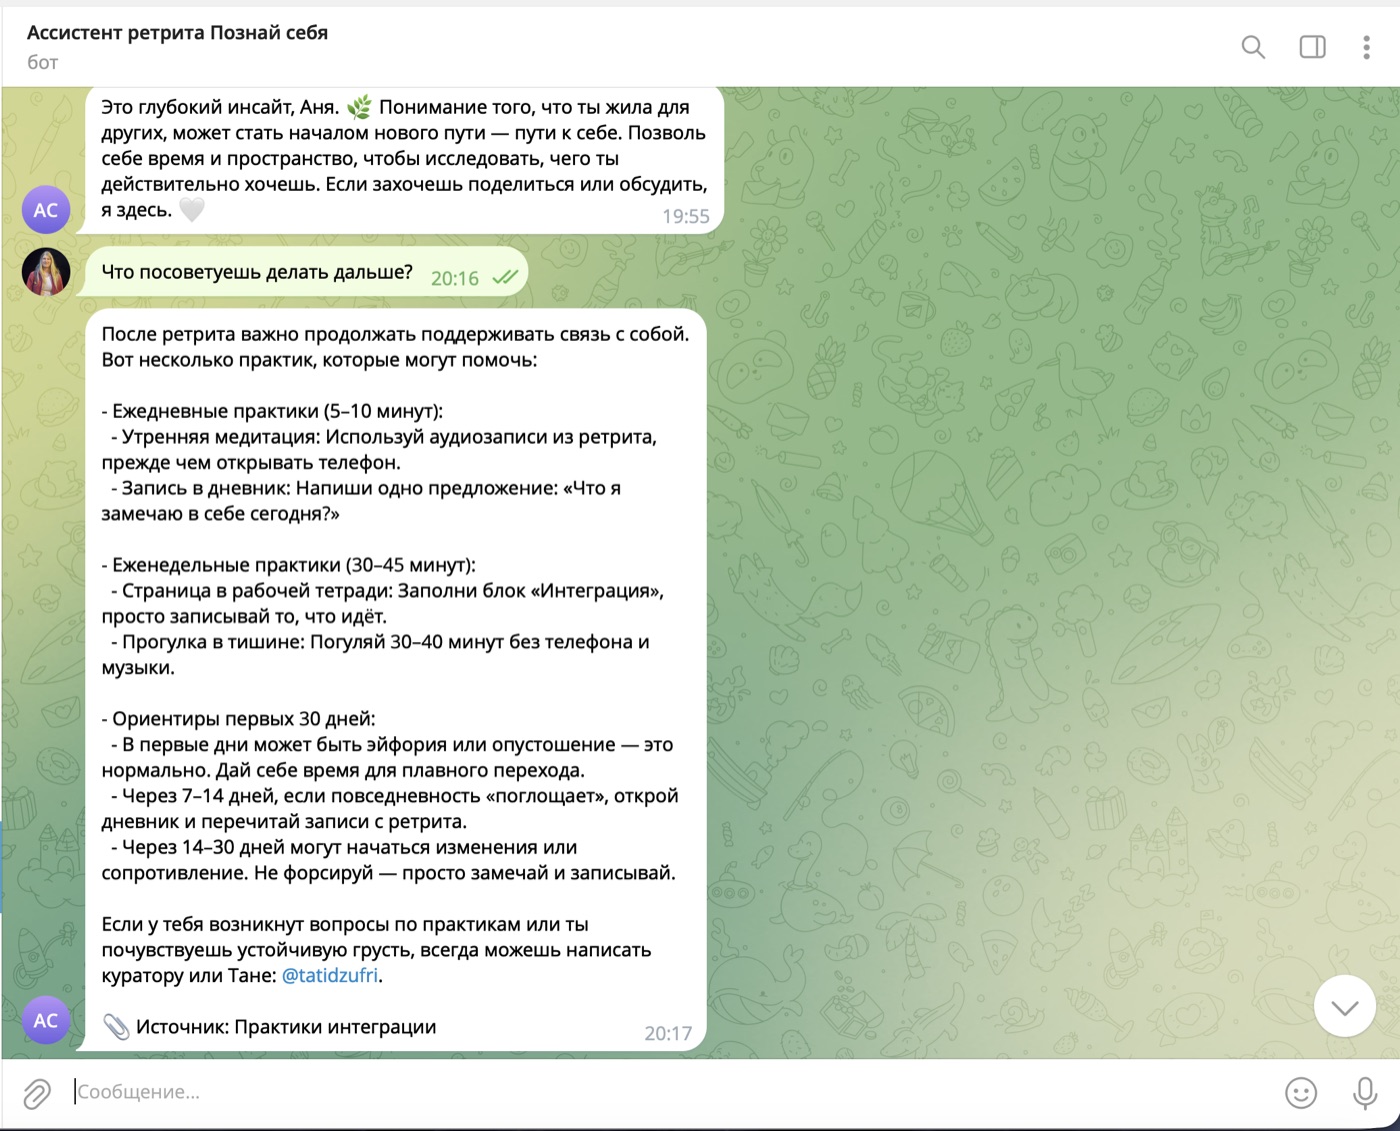 Ассистент ретрита Познай себя
бот
Это глубокий инсайт, Аня. 🌿 Понимание того, что ты жила для
других, может стать началом нового пути — пути к себе. Позволь
себе время и пространство, чтобы исследовать, чего ты
действительно хочешь. Если захочешь поделиться или обсудить,
я здесь. 🤍
19:55
АС
Что посоветуешь делать дальше? 20:16
После ретрита важно продолжать поддерживать связь с собой.
Вот несколько практик, которые могут помочь:
- Ежедневные практики (5–10 минут):
- Утренняя медитация: Используй аудиозаписи из ретрита,
прежде чем открывать телефон.
- Запись в дневник: Напиши одно предложение: «Что я
замечаю в себе сегодня?»
- Еженедельные практики (30–45 минут):
- Страница в рабочей тетради: Заполни блок «Интеграция»,
просто записывай то, что идёт.
- Прогулка в тишине: Погуляй 30–40 минут без телефона и
музыки.
- Ориентиры первых 30 дней:
- В первые дни может быть эйфория или опустошение — это
нормально. Дай себе время для плавного перехода.
- Через 7–14 дней, если повседневность «поглощает», открой
дневник и перечитай записи с ретрита.
- Через 14–30 дней могут начаться изменения или
сопротивление. Не форсируй — просто замечай и записывай.
Если у тебя возникнут вопросы по практикам или ты
почувствуешь устойчивую грусть, всегда можешь написать
куратору или Тане: @tatidzufri.
АС
📎 Источник: Практики интеграции
20:17
Сообщение...